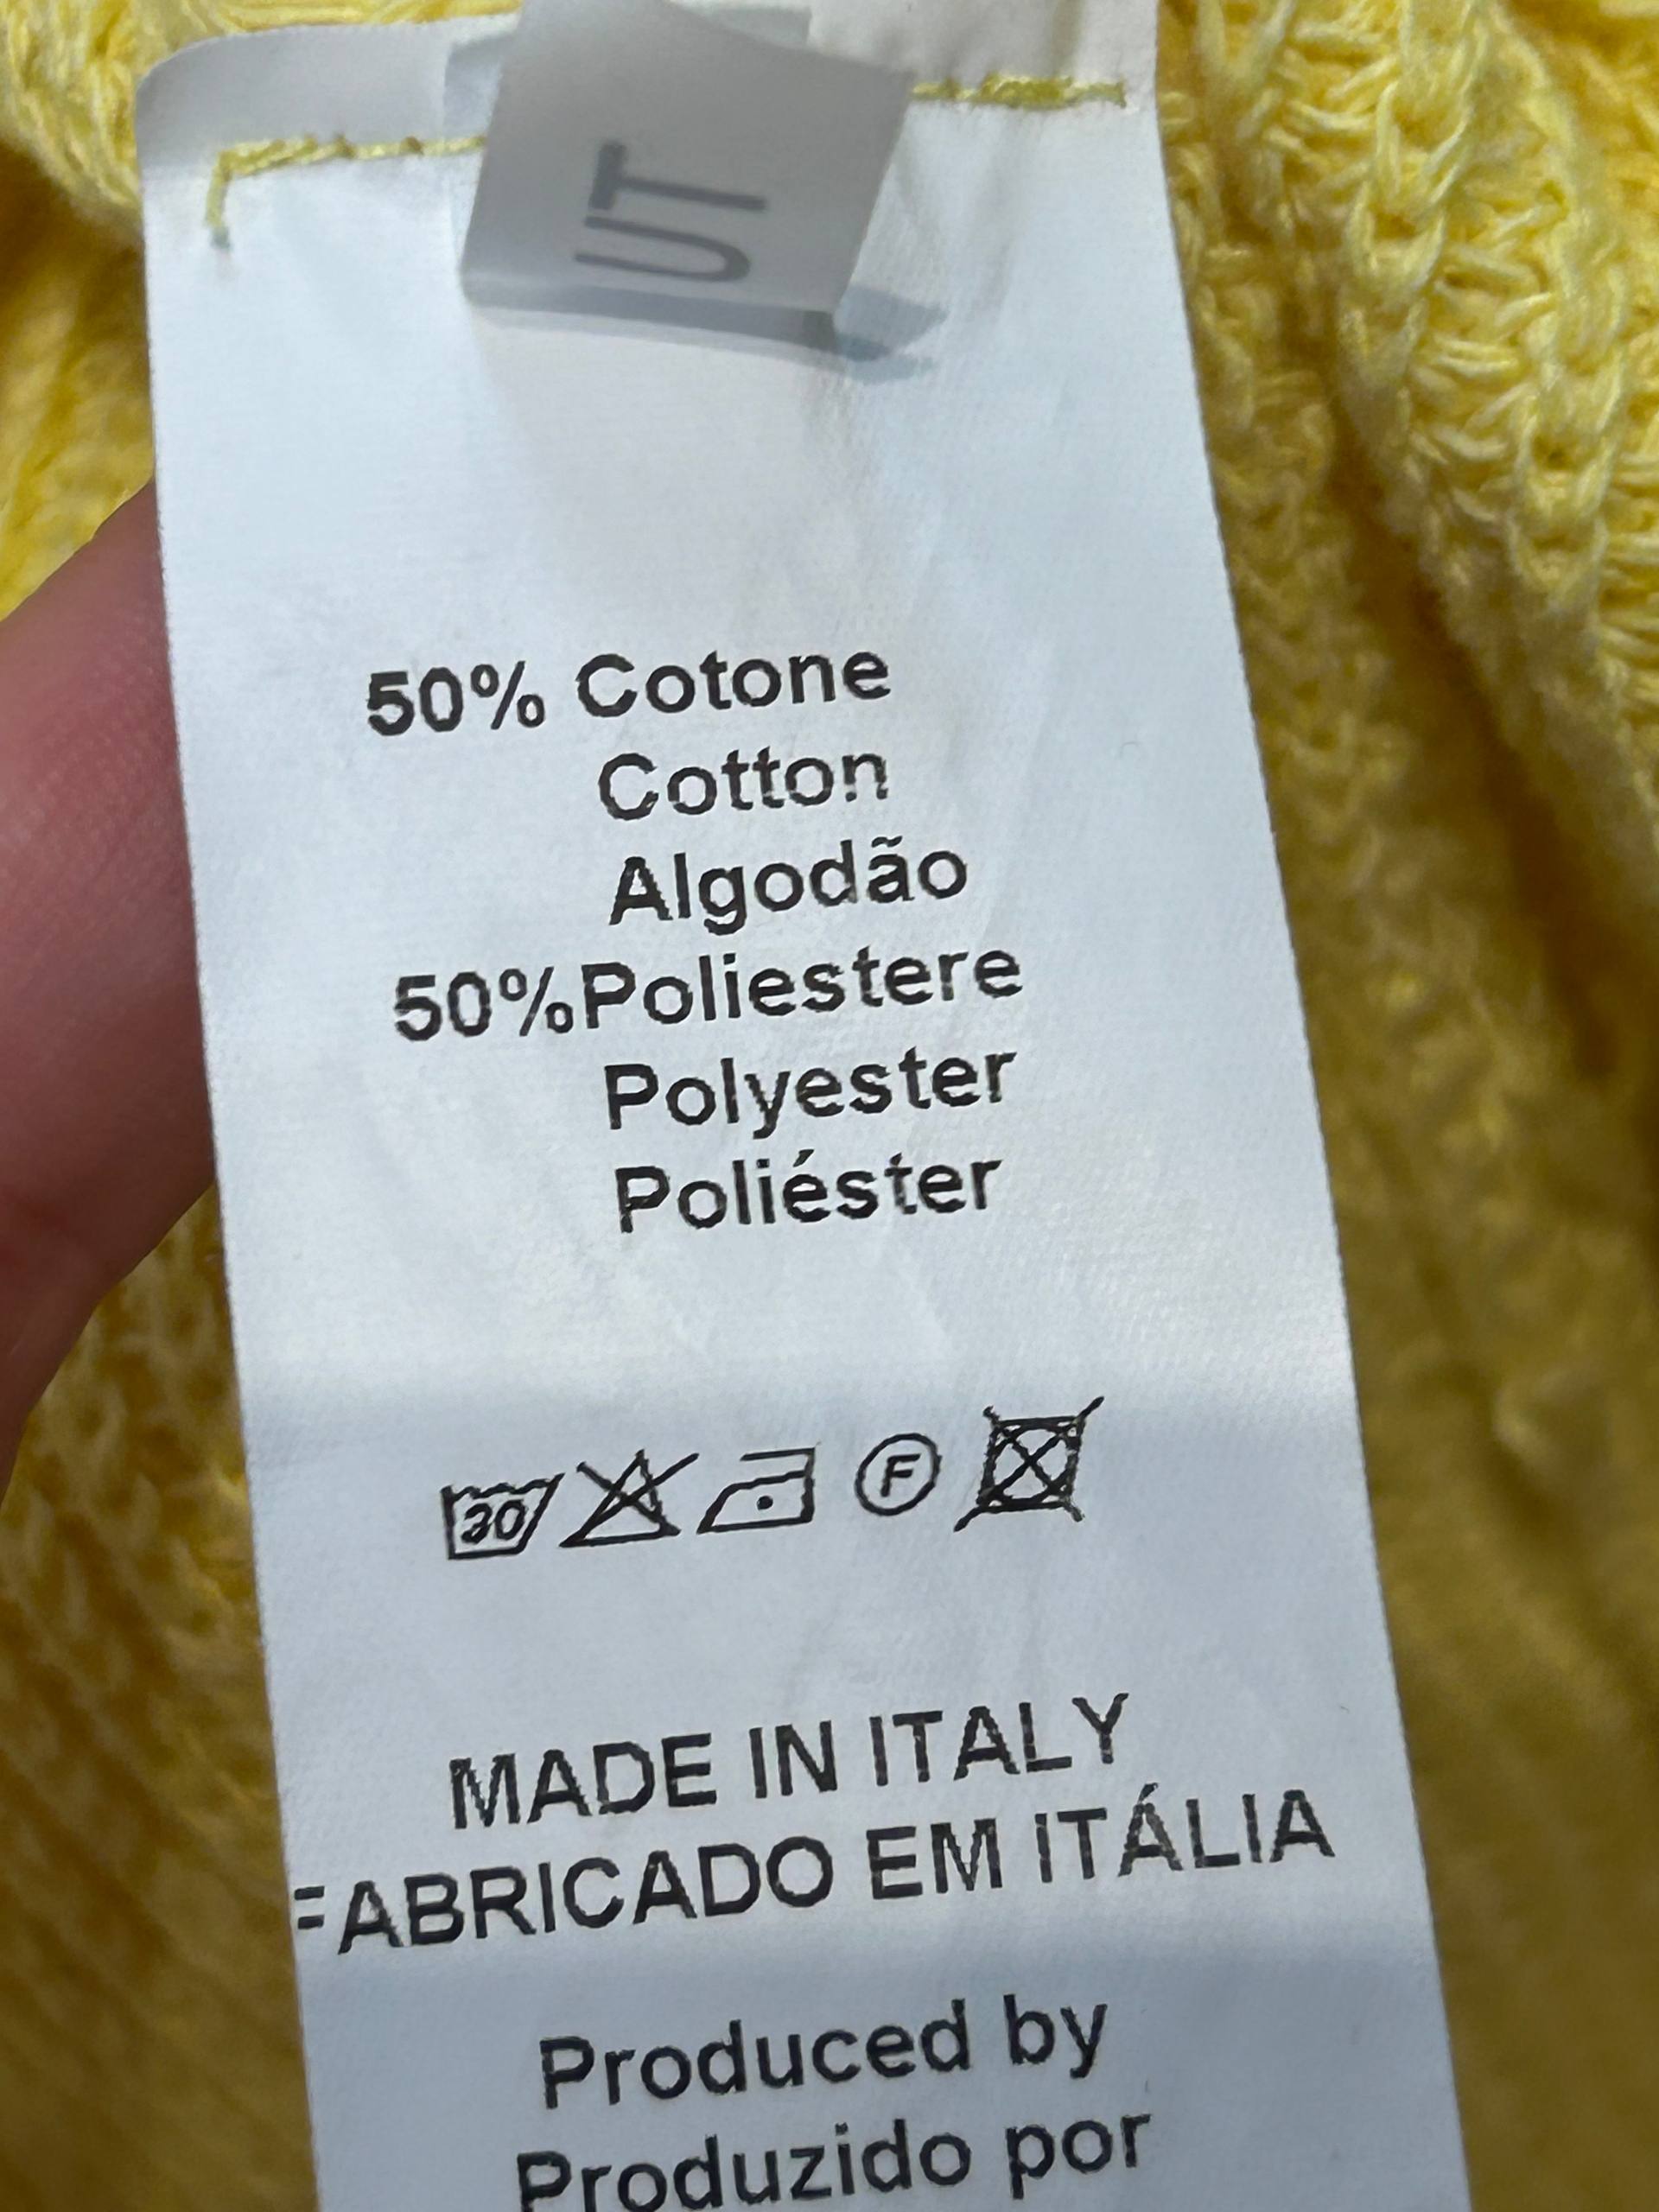 UT
50% Cotone
Cotton
Algodão
50%Poliestere
Polyester
Poliéster
30 F
MADE IN ITALY
FABRICADO EM ITÁLIA
Produced by
Produzido por